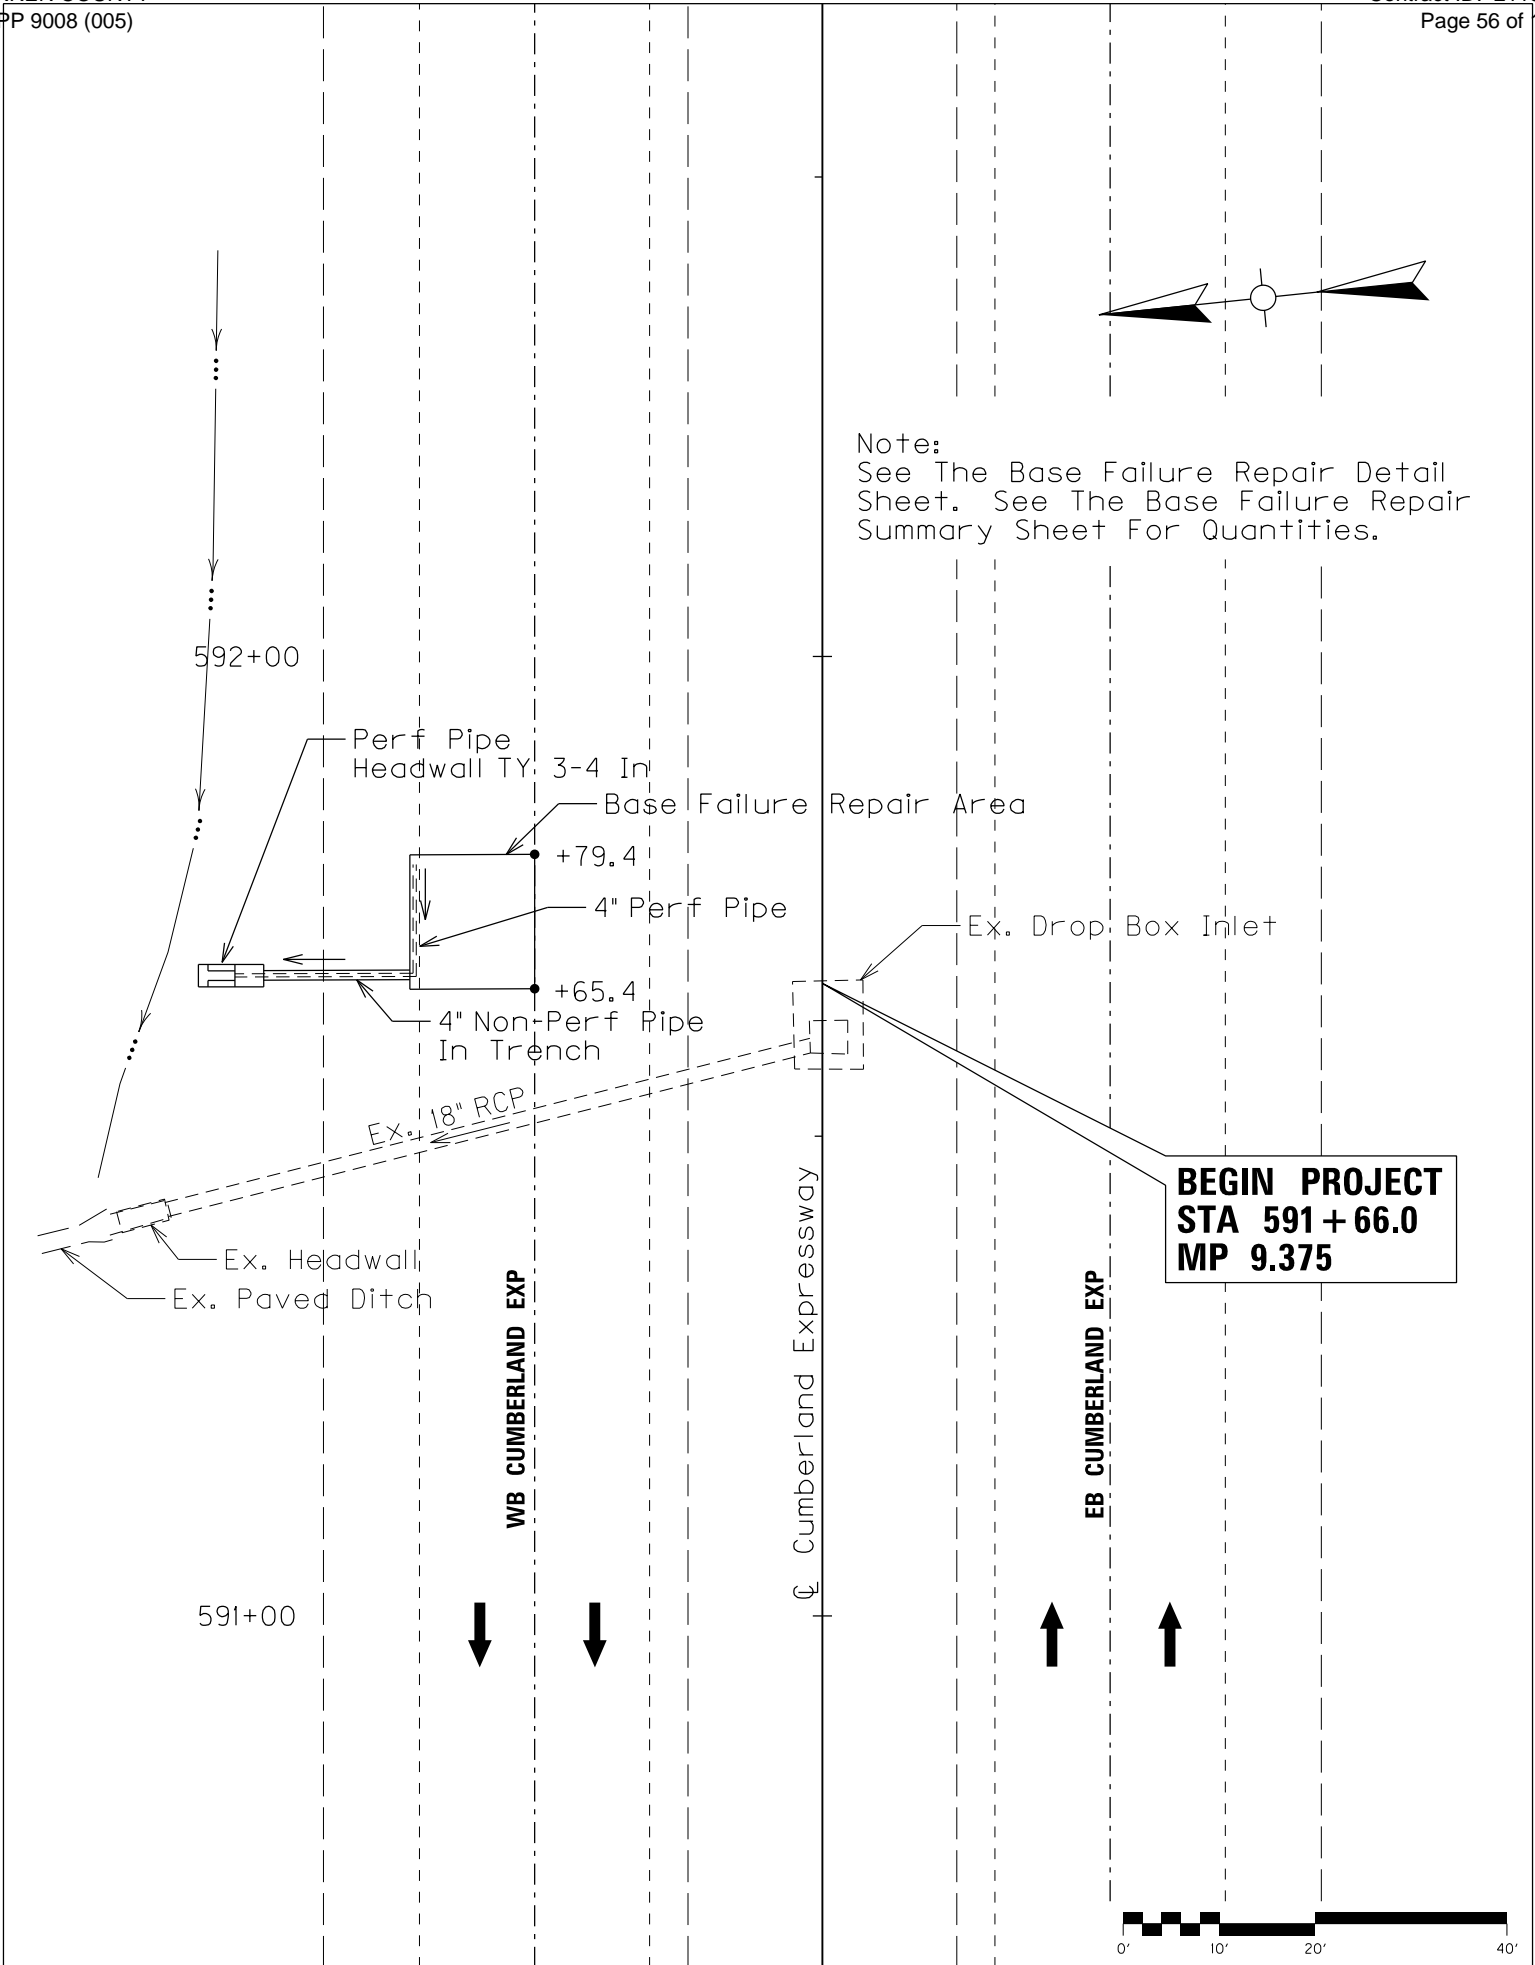 PP 9008 (005)
Page 56 of
Note:
See The Base Failure Repair Detail
Sheet. See The Base Failure Repair
Summary Sheet For Quantities.
592+00
Perf Pipe
Headwall TY 3-4 In
Base Failure Repair Area
+79.4
4" Perf Pipe
Ex. Drop Box Inlet
+65.4
4" Non-Perf Pipe
In Trench
Ex. 18" RCP
BEGIN PROJECT
STA 591+66.0
MP 9.375
Ex. Headwall
Ex. Paved Ditch
WB CUMBERLAND EXP
℄ Cumberland Expressway
EB CUMBERLAND EXP
591+00
0' 10' 20' 40'